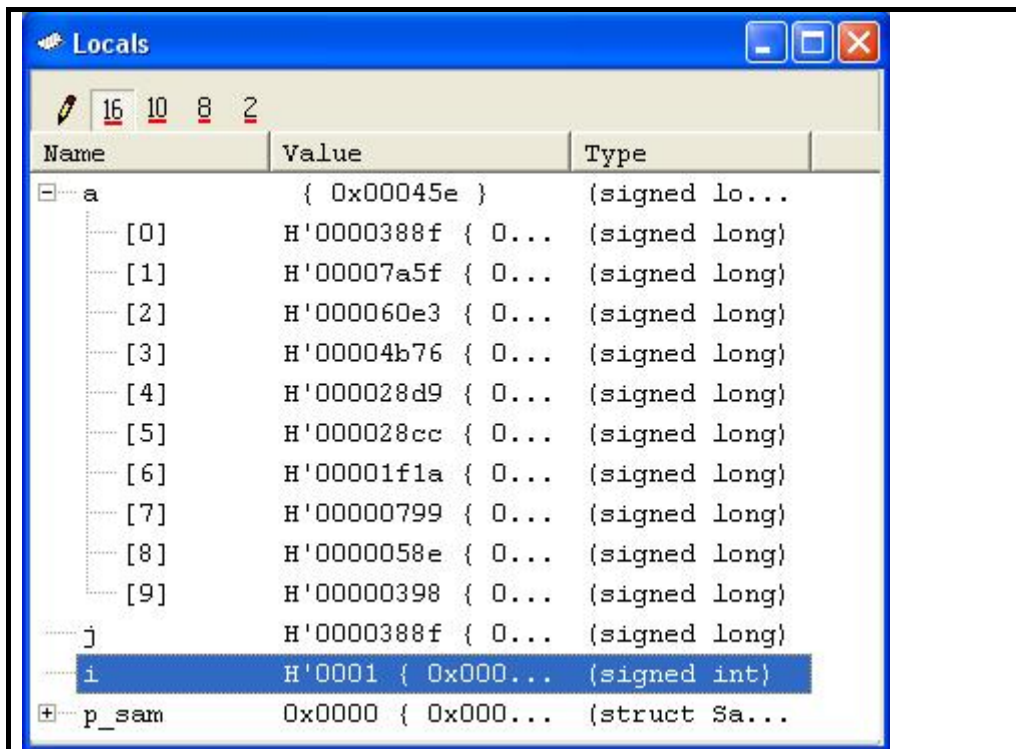 Locals
16 10 8 2
Name Value Type
a { 0x00045e } (signed lo...
[0] H'0000388f { 0... (signed long)
[1] H'00007a5f { 0... (signed long)
[2] H'000060e3 { 0... (signed long)
[3] H'00004b76 { 0... (signed long)
[4] H'000028d9 { 0... (signed long)
[5] H'000028cc { 0... (signed long)
[6] H'00001f1a { 0... (signed long)
[7] H'00000799 { 0... (signed long)
[8] H'0000058e { 0... (signed long)
[9] H'00000398 { 0... (signed long)
j H'0000388f { 0... (signed long)
i H'0001 { 0x000... (signed int)
p_sam 0x0000 { 0x000... (struct Sa...